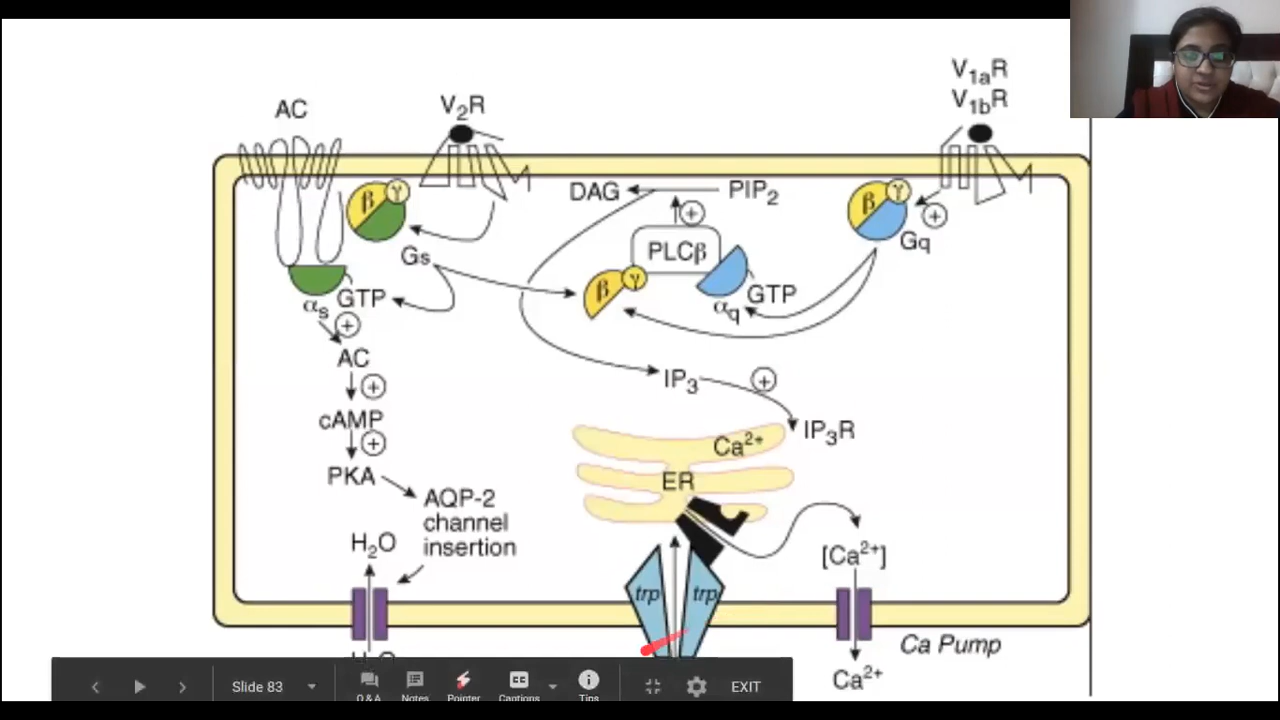 V1aR
V1bR
AC
V2R
β
γ
DAG
PIP2
+
PLCβ
β
γ
+
Gq
Gs
β
γ
GTP
αq
αs
GTP
+
AC
+
cAMP
+
PKA
IP3
+
IP3R
Ca2+
ER
AQP-2
channel
insertion
H2O
[Ca2+]
trp
trp
Ca Pump
H2O
Ca2+
Slide 83
Q & A
Notes
Pointer
CC
Captions
Tips
EXIT